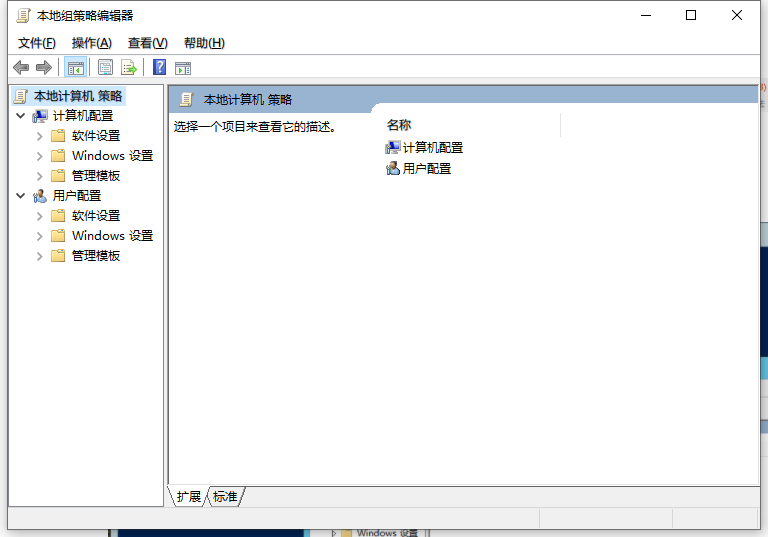 本地组策略编辑器
文件(F) 操作(A) 查看(V) 帮助(H)
本地计算机 策略
计算机配置
软件设置
Windows 设置
管理模板
用户配置
软件设置
Windows 设置
管理模板
本地计算机 策略
选择一个项目来查看它的描述。
名称
计算机配置
用户配置
扩展 标准
Windows 设置